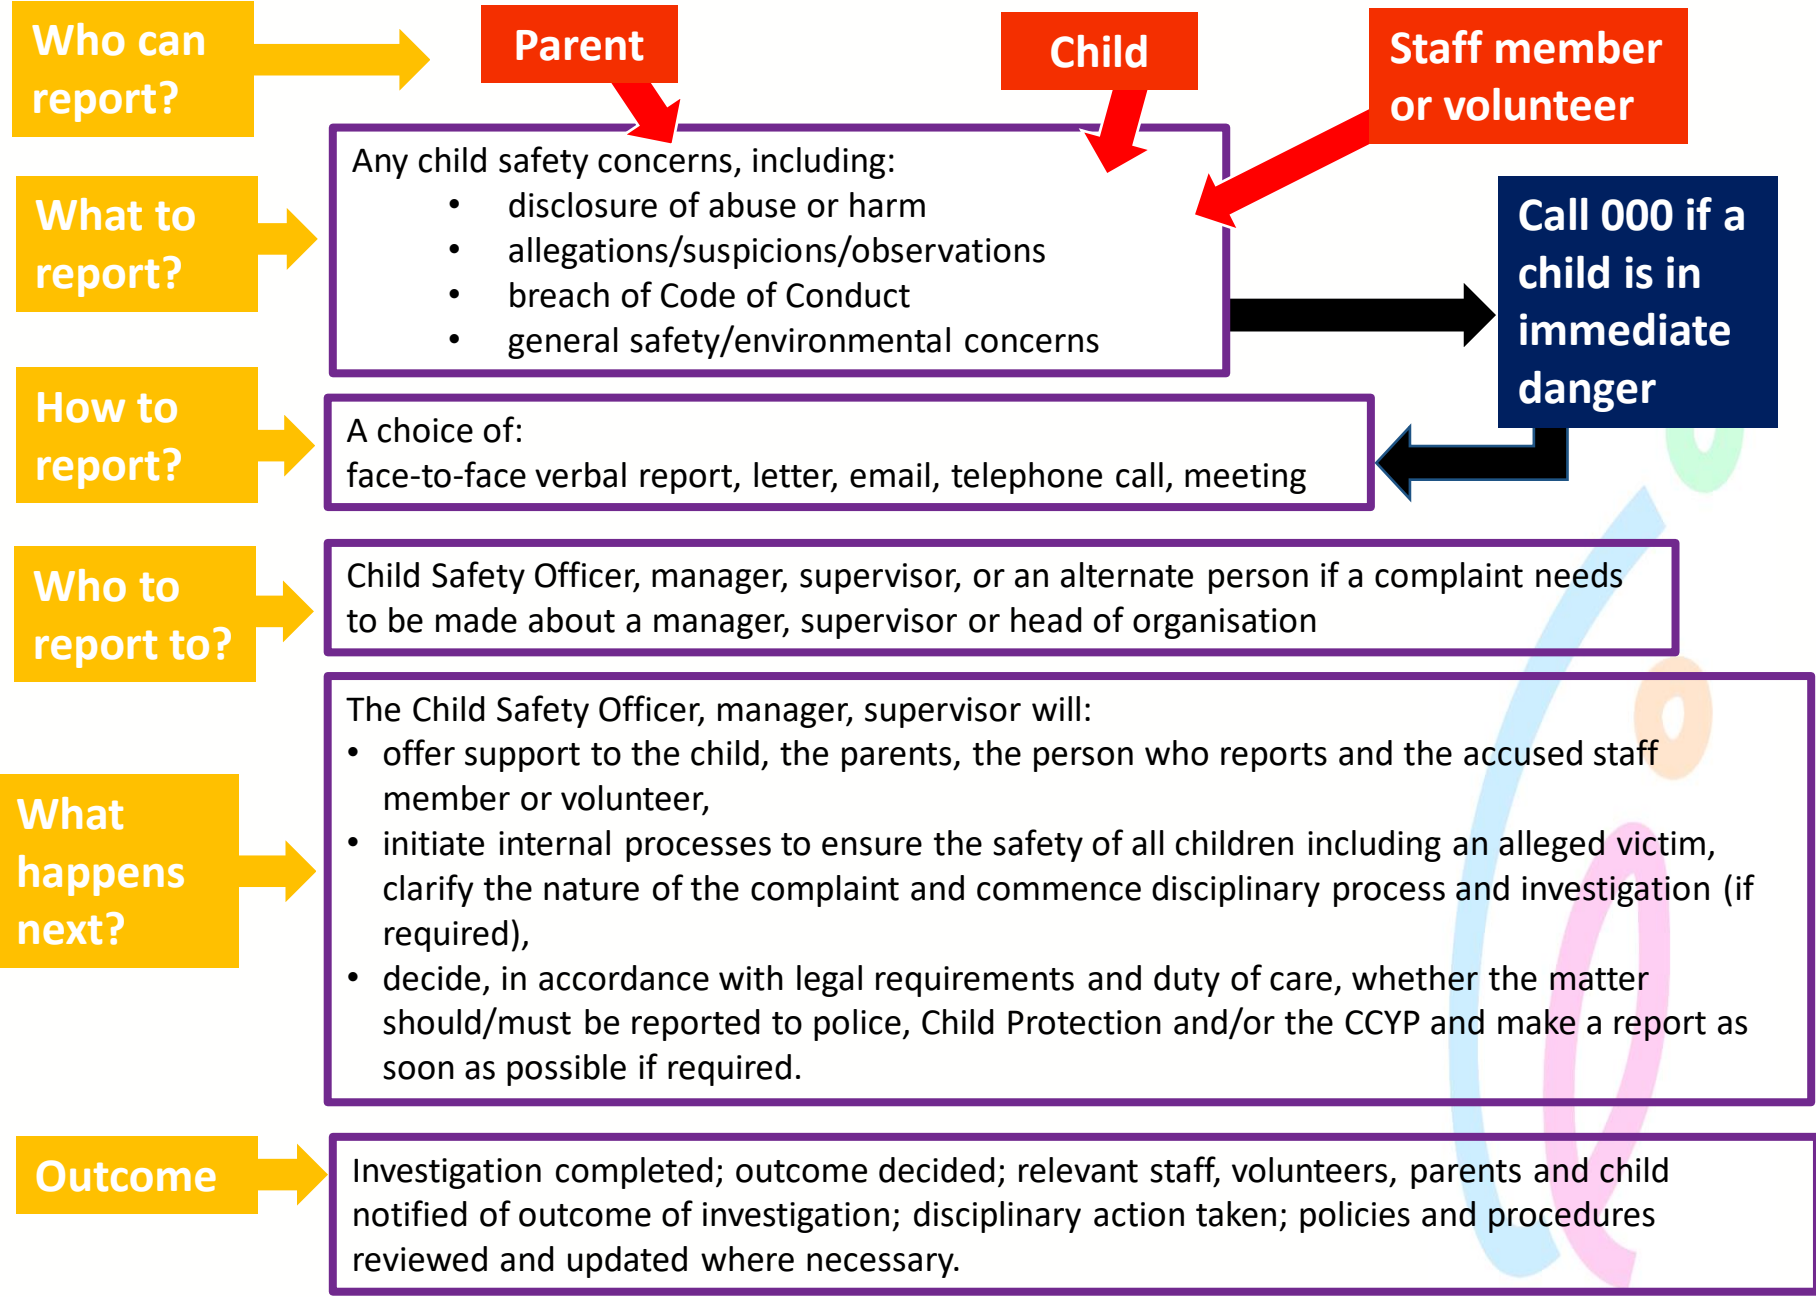 Who can
report?
Parent
Child
Staff member
or volunteer
What to
report?
Any child safety concerns, including:
• disclosure of abuse or harm
• allegations/suspicions/observations
• breach of Code of Conduct
• general safety/environmental concerns
Call 000 if a
child is in
immediate
danger
How to
report?
A choice of:
face-to-face verbal report, letter, email, telephone call, meeting
Who to
report to?
Child Safety Officer, manager, supervisor, or an alternate person if a complaint needs
to be made about a manager, supervisor or head of organisation
What
happens
next?
The Child Safety Officer, manager, supervisor will:
• offer support to the child, the parents, the person who reports and the accused staff
member or volunteer,
• initiate internal processes to ensure the safety of all children including an alleged victim,
clarify the nature of the complaint and commence disciplinary process and investigation (if
required),
• decide, in accordance with legal requirements and duty of care, whether the matter
should/must be reported to police, Child Protection and/or the CCYP and make a report as
soon as possible if required.
Outcome
Investigation completed; outcome decided; relevant staff, volunteers, parents and child
notified of outcome of investigation; disciplinary action taken; policies and procedures
reviewed and updated where necessary.